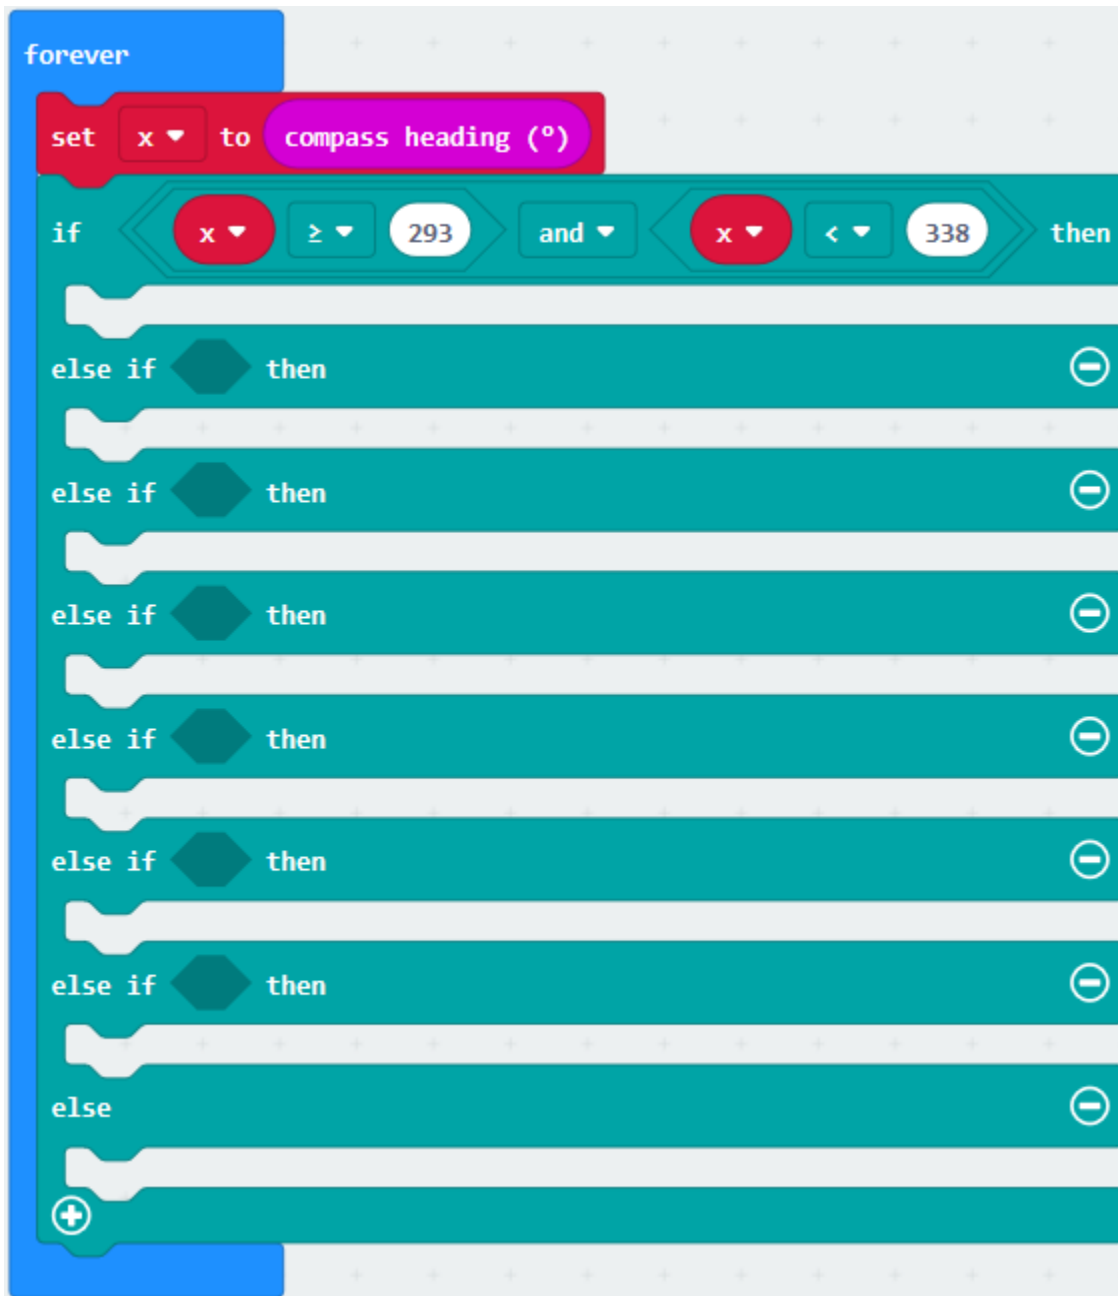 forever
set x to compass heading (°)
if x ≥ 293 and x < 338 then
else if then
else if then
else if then
else if then
else if then
else if then
else